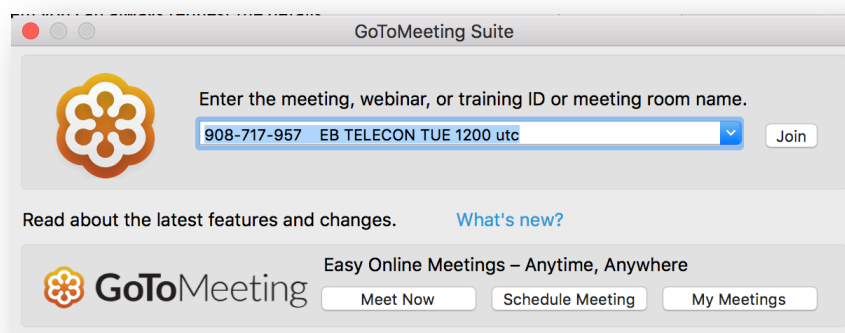 GoToMeeting Suite
Enter the meeting, webinar, or training ID or meeting room name.
908-717-957 EB TELECON TUE 1200 utc
Join
Read about the latest features and changes. What's new?
Easy Online Meetings – Anytime, Anywhere
GoToMeeting
Meet Now Schedule Meeting My Meetings